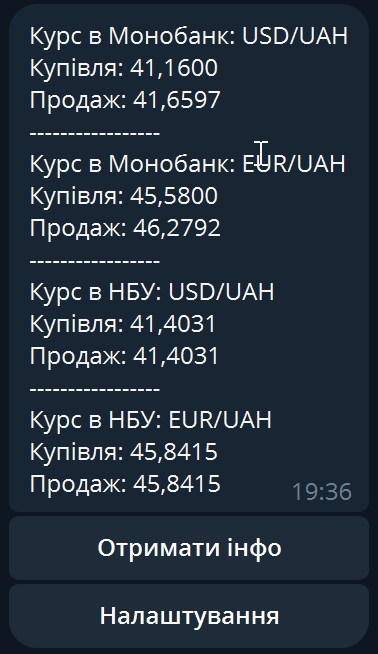 Курс в Монобанк: USD/UAH
Купівля: 41,1600
Продаж: 41,6597
-----------------
Курс в Монобанк: EUR/UAH
Купівля: 45,5800
Продаж: 46,2792
-----------------
Курс в НБУ: USD/UAH
Купівля: 41,4031
Продаж: 41,4031
-----------------
Курс в НБУ: EUR/UAH
Купівля: 45,8415
Продаж: 45,8415
19:36
Отримати інфо
Налаштування